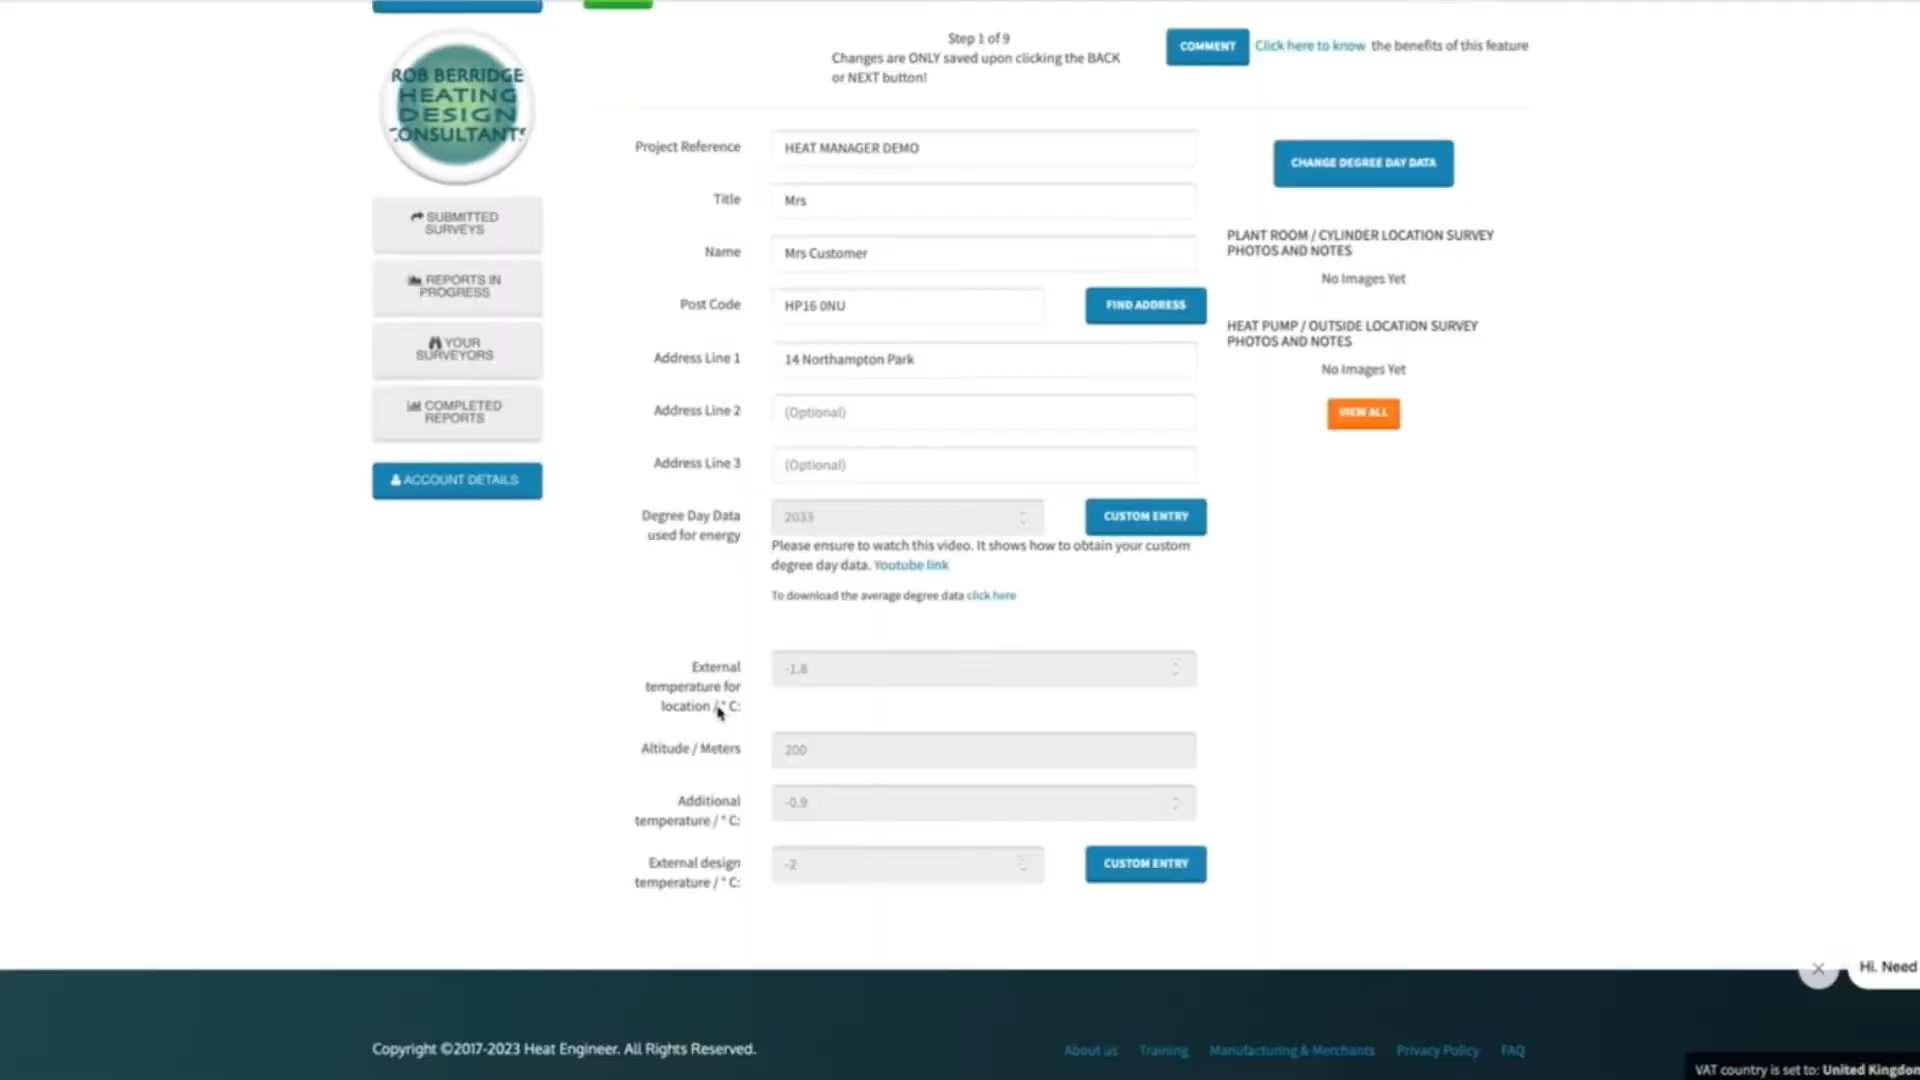 Step 1 of 9
Changes are ONLY saved upon clicking the BACK
or NEXT button!
COMMENT
Click here to know the benefits of this feature
ROB BERRIDGE
HEATING
DESIGN
CONSULTANTS
SUBMITTED
SURVEYS
REPORTS IN
PROGRESS
YOUR
SURVEYORS
COMPLETED
REPORTS
ACCOUNT DETAILS
Project Reference
HEAT MANAGER DEMO
Title
Mrs
Name
Mrs Customer
Post Code
HP16 0NU
FIND ADDRESS
Address Line 1
14 Northampton Park
Address Line 2
(Optional)
Address Line 3
(Optional)
Degree Day Data
used for energy
2033
CUSTOM ENTRY
Please ensure to watch this video. It shows how to obtain your custom
degree day data. Youtube link
To download the average degree data click here
External
temperature for
location / ° C:
-1.8
Altitude / Meters
200
Additional
temperature / ° C:
-0.9
External design
temperature / ° C:
-2
CUSTOM ENTRY
CHANGE DEGREE DAY DATA
PLANT ROOM / CYLINDER LOCATION SURVEY
PHOTOS AND NOTES
No Images Yet
HEAT PUMP / OUTSIDE LOCATION SURVEY
PHOTOS AND NOTES
No Images Yet
VIEW ALL
Hi. Need
Copyright ©2017-2023 Heat Engineer. All Rights Reserved.
About us
Training
Manufacturing & Merchants
Privacy Policy
FAQ
VAT country is set to: United Kingdom